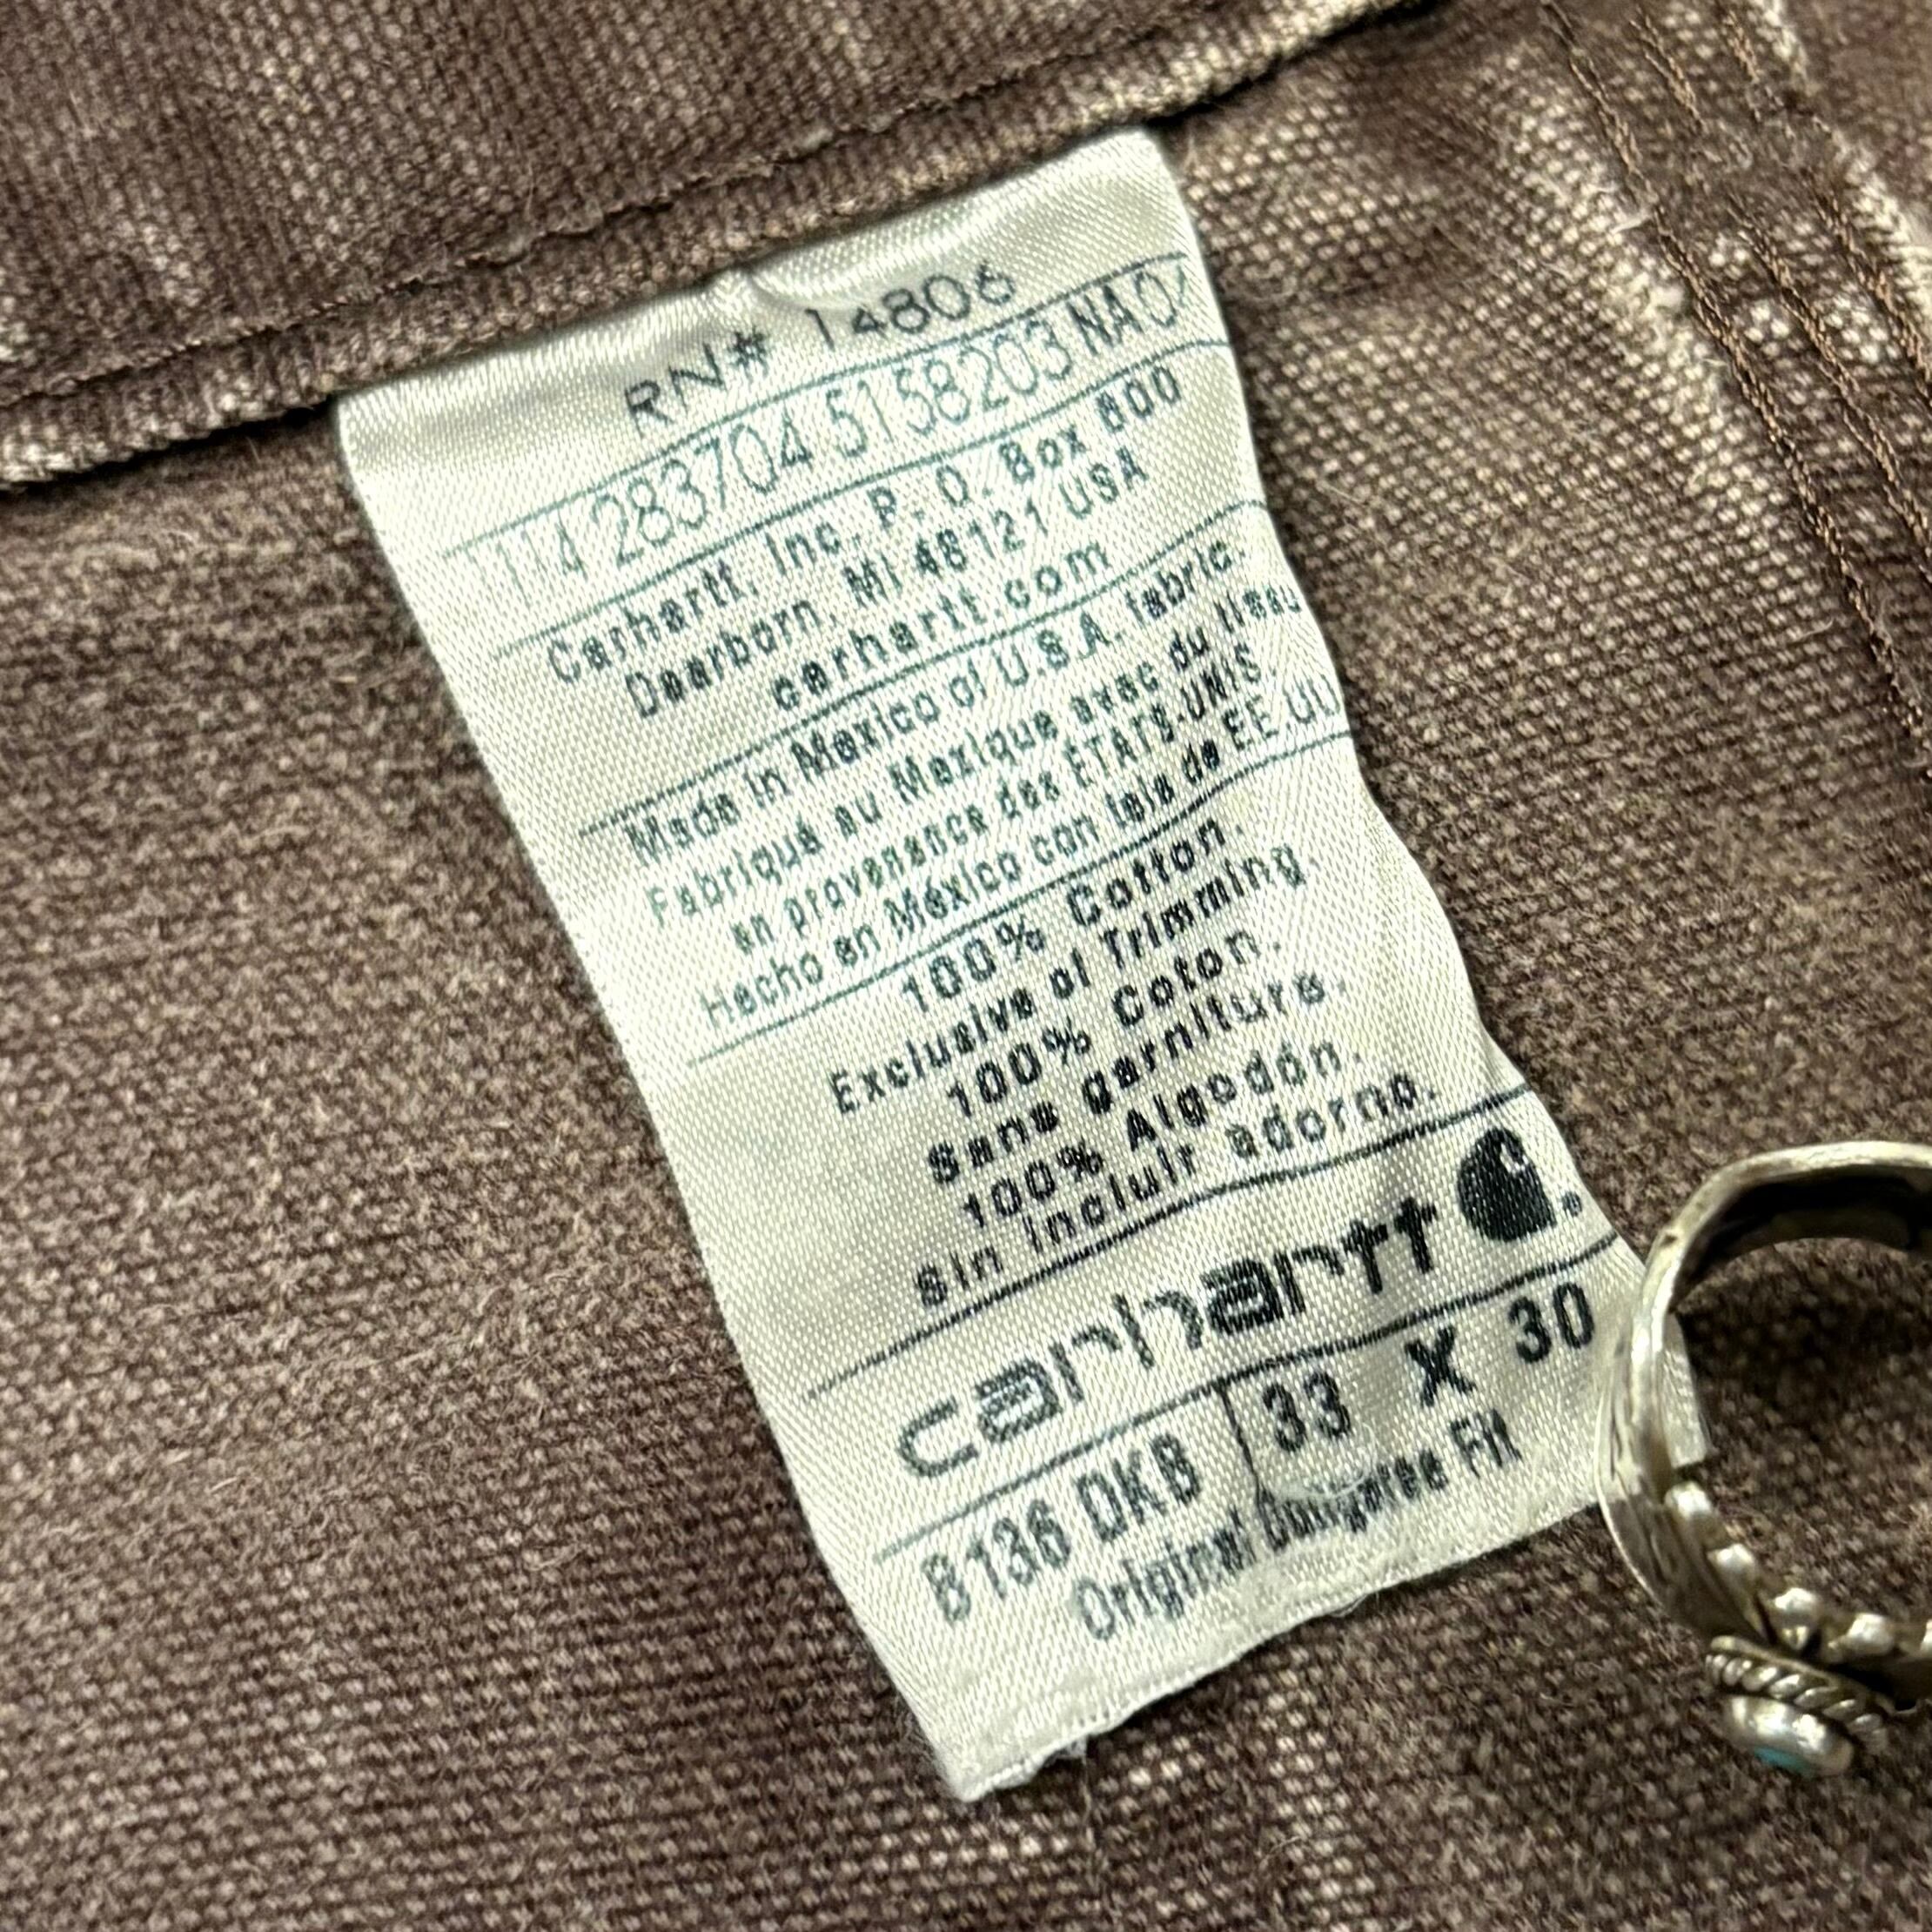 RN# 14806
283704 5158203 NA 0
Carhartt, Inc. P. O. Box 600
Dearborn, MI 48121 USA
carhartt.com
Made in Mexico of U.S.A. fabric.
Fabriqué au Mexique avec du tissu
en provenance des ÉTATS-UNIS
Hecho en México con tela de EE.UU
100% Cotton.
Exclusive of Trimming.
100% Coton.
Sans garniture.
100% Algodón.
Sin incluir adorno.
carhartt
B136 DKB 33 X 30
Original Dungaree Fit